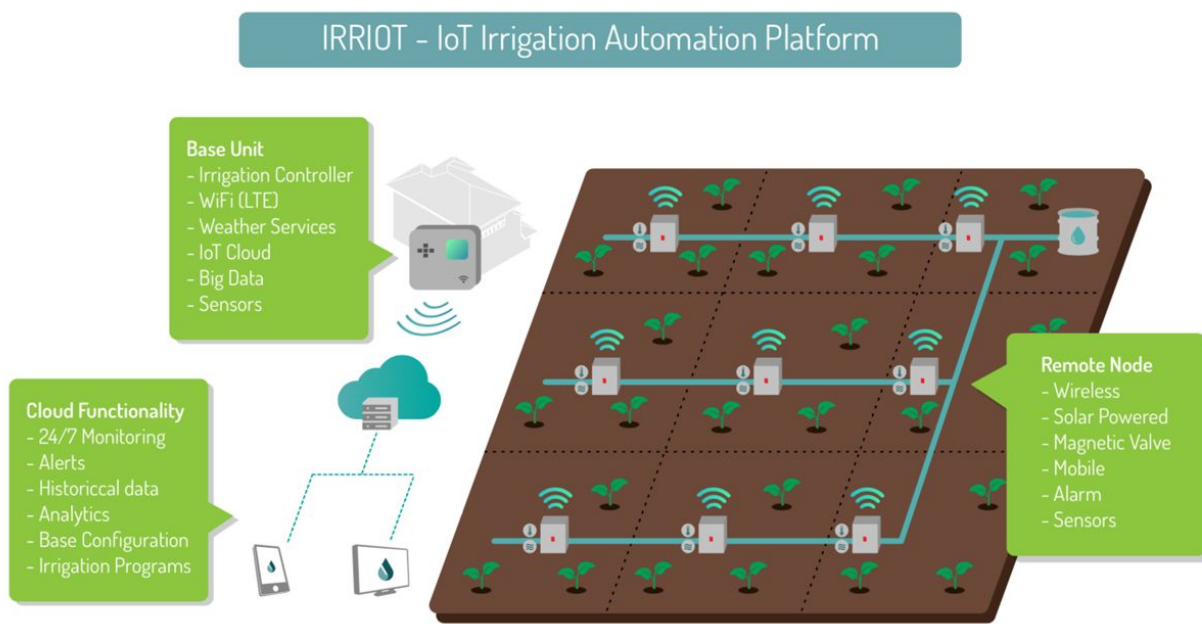 IRRIOT - IoT Irrigation Automation Platform
Base Unit
- Irrigation Controller
- WiFi (LTE)
- Weather Services
- IoT Cloud
- Big Data
- Sensors
Cloud Functionality
- 24/7 Monitoring
- Alerts
- Historiccal data
- Analytics
- Base Configuration
- Irrigation Programs
Remote Node
- Wireless
- Solar Powered
- Magnetic Valve
- Mobile
- Alarm
- Sensors